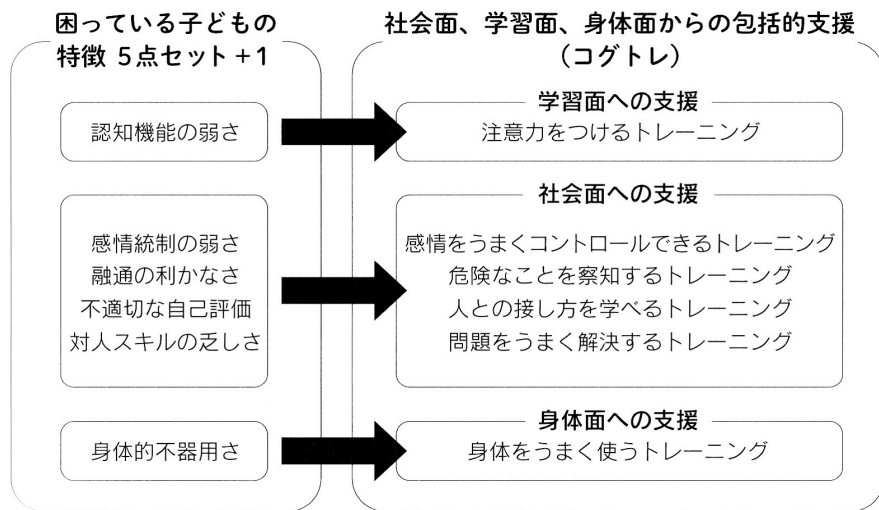 困っている子どもの
特徴 5点セット+1
認知機能の弱さ
感情統制の弱さ
融通の利かなさ
不適切な自己評価
対人スキルの乏しさ
身体的不器用さ
社会面、学習面、身体面からの包括的支援
(コグトレ)
学習面への支援
注意力をつけるトレーニング
社会面への支援
感情をうまくコントロールできるトレーニング
危険なことを察知するトレーニング
人との接し方を学べるトレーニング
問題をうまく解決するトレーニング
身体面への支援
身体をうまく使うトレーニング